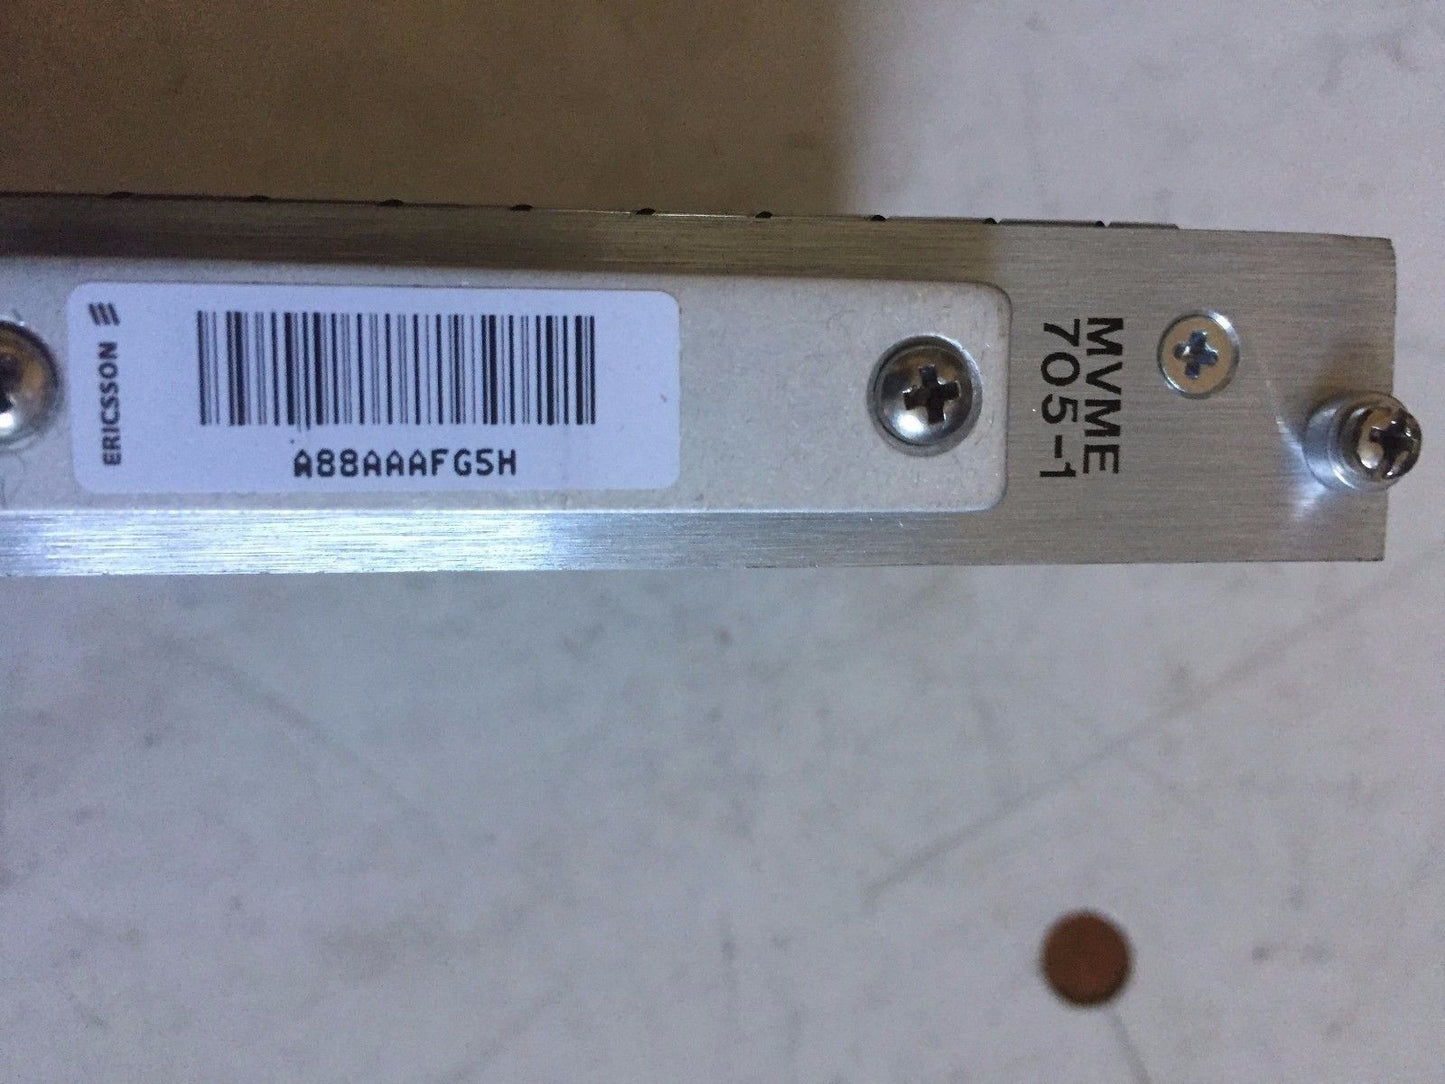 ERICSSON
A88AAAFG5H
MVME
705-1